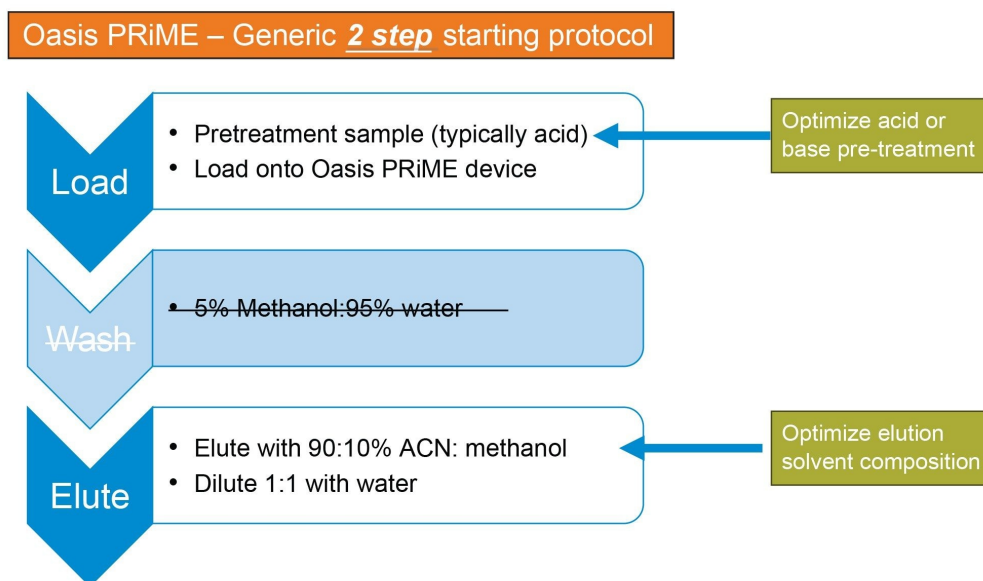 Oasis PRiME – Generic 2 step starting protocol
Load
• Pretreatment sample (typically acid)
• Load onto Oasis PRiME device
Optimize acid or
base pre-treatment
Wash
• 5% Methanol:95% water
Elute
• Elute with 90:10% ACN: methanol
• Dilute 1:1 with water
Optimize elution
solvent composition